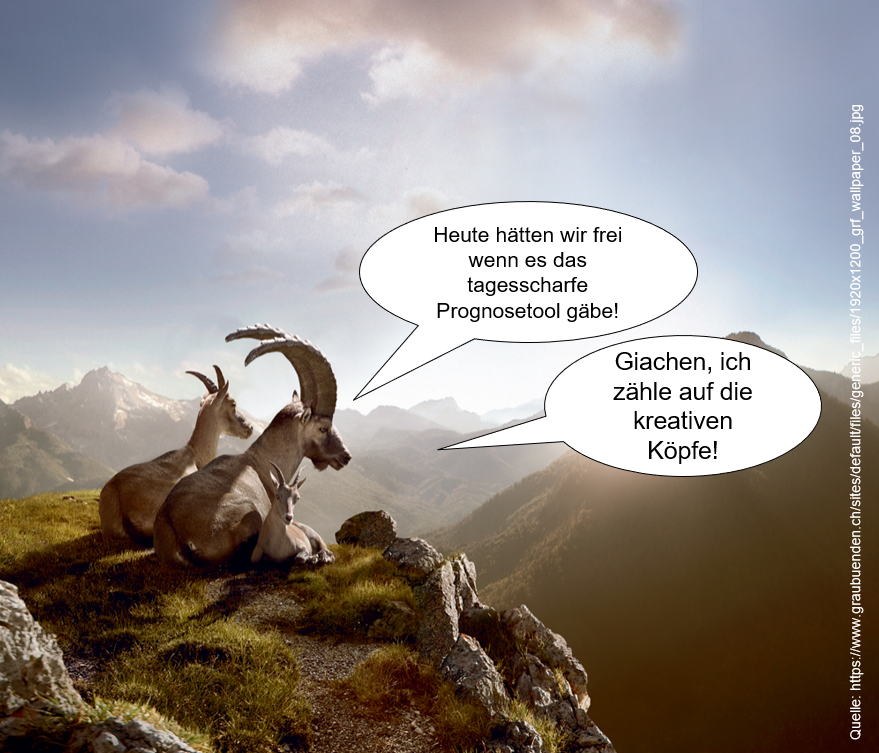 Heute hätten wir frei
wenn es das
tagesscharfe
Prognosetool gäbe!
Giachen, ich
zähle auf die
kreativen
Köpfe!
Quelle: https://www.graubuenden.ch/sites/default/files/generic_files/1920x1200_grf_wallpaper_08.jpg